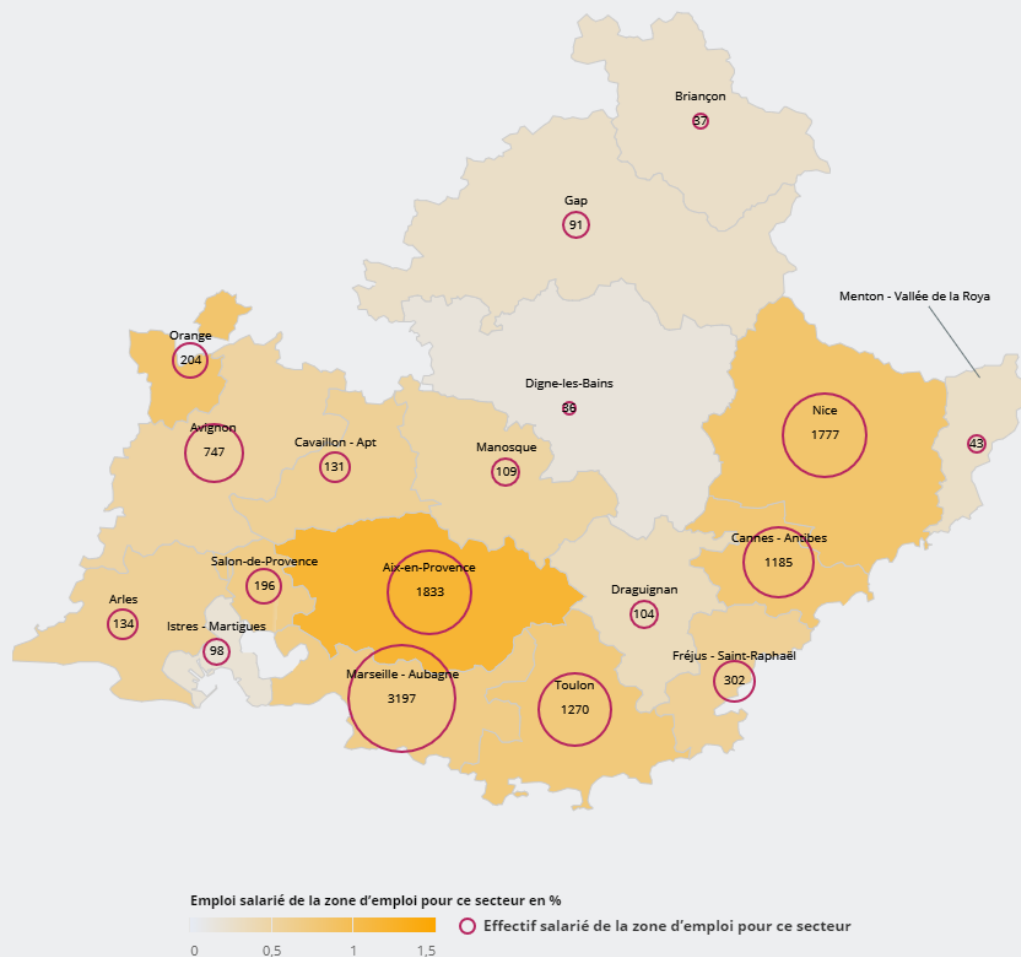 Briançon
37
Gap
91
Menton - Vallée de la Roya
Orange
204
Digne-les-Bains
36
Nice
1777
Avignon
747
Cavaillon - Apt
131
Manosque
109
43
Cannes - Antibes
1185
Salon-de-Provence
196
Aix-en-Provence
1833
Draguignan
104
Arles
134
Istres - Martigues
98
Fréjus - Saint-Raphaël
302
Marseille - Aubagne
3197
Toulon
1270
Emploi salarié de la zone d’emploi pour ce secteur en %
Effectif salarié de la zone d’emploi pour ce secteur
0 0,5 1 1,5